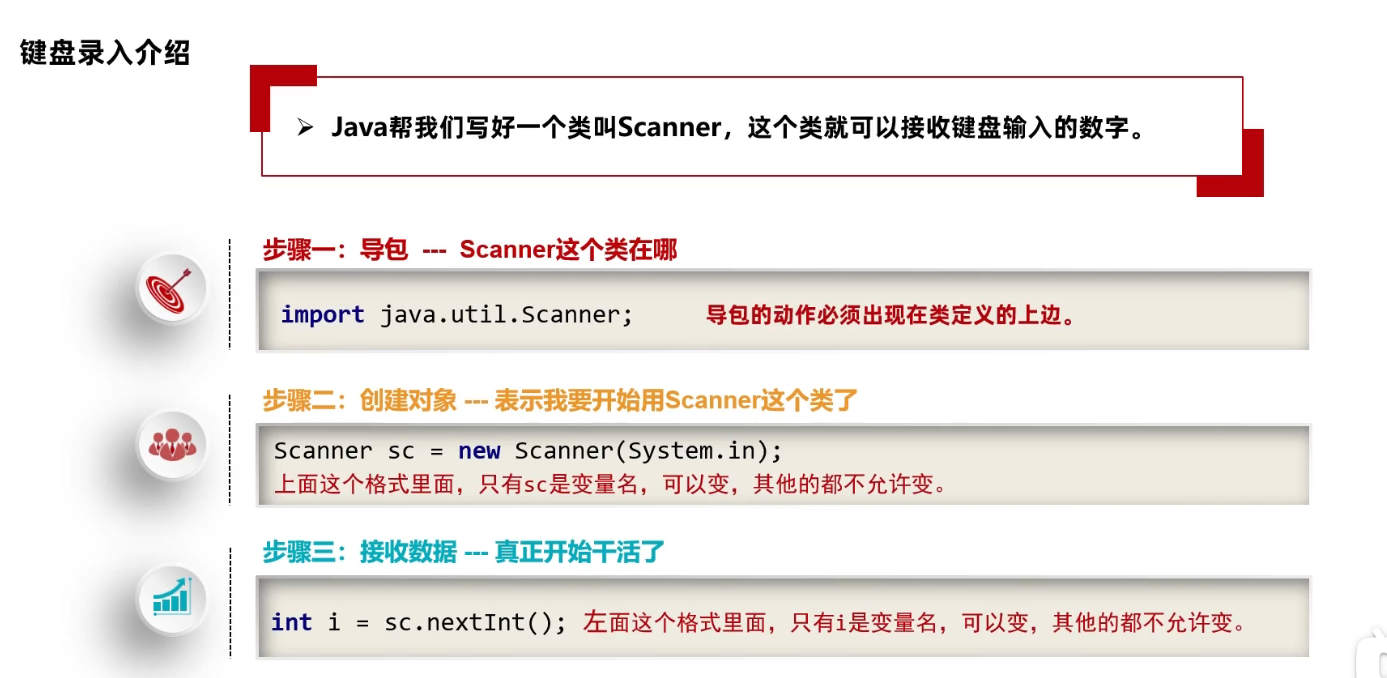 键盘录入介绍
➢ Java帮我们写好一个类叫Scanner，这个类就可以接收键盘输入的数字。
步骤一：导包 --- Scanner这个类在哪
import java.util.Scanner; 导包的动作必须出现在类定义的上边。
步骤二：创建对象 --- 表示我要开始用Scanner这个类了
Scanner sc = new Scanner(System.in);
上面这个格式里面，只有sc是变量名，可以变，其他的都不允许变。
步骤三：接收数据 --- 真正开始干活了
int i = sc.nextInt(); 左面这个格式里面，只有i是变量名，可以变，其他的都不允许变。